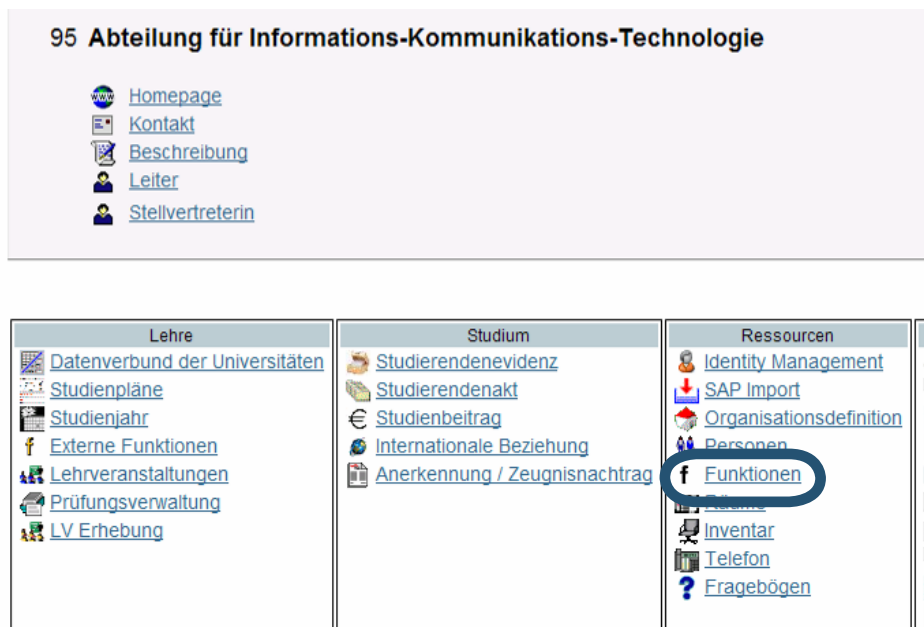 95 Abteilung für Informations-Kommunikations-Technologie
Homepage
Kontakt
Beschreibung
Leiter
Stellvertreterin
Lehre
Datenverbund der Universitäten
Studienpläne
Studienjahr
Externe Funktionen
Lehrveranstaltungen
Prüfungsverwaltung
LV Erhebung
Studium
Studierendenevidenz
Studierendenakt
Studienbeitrag
Internationale Beziehung
Anerkennung / Zeugnisnachtrag
Ressourcen
Identity Management
SAP Import
Organisationsdefinition
Personen
Funktionen
Räume
Inventar
Telefon
Fragebögen